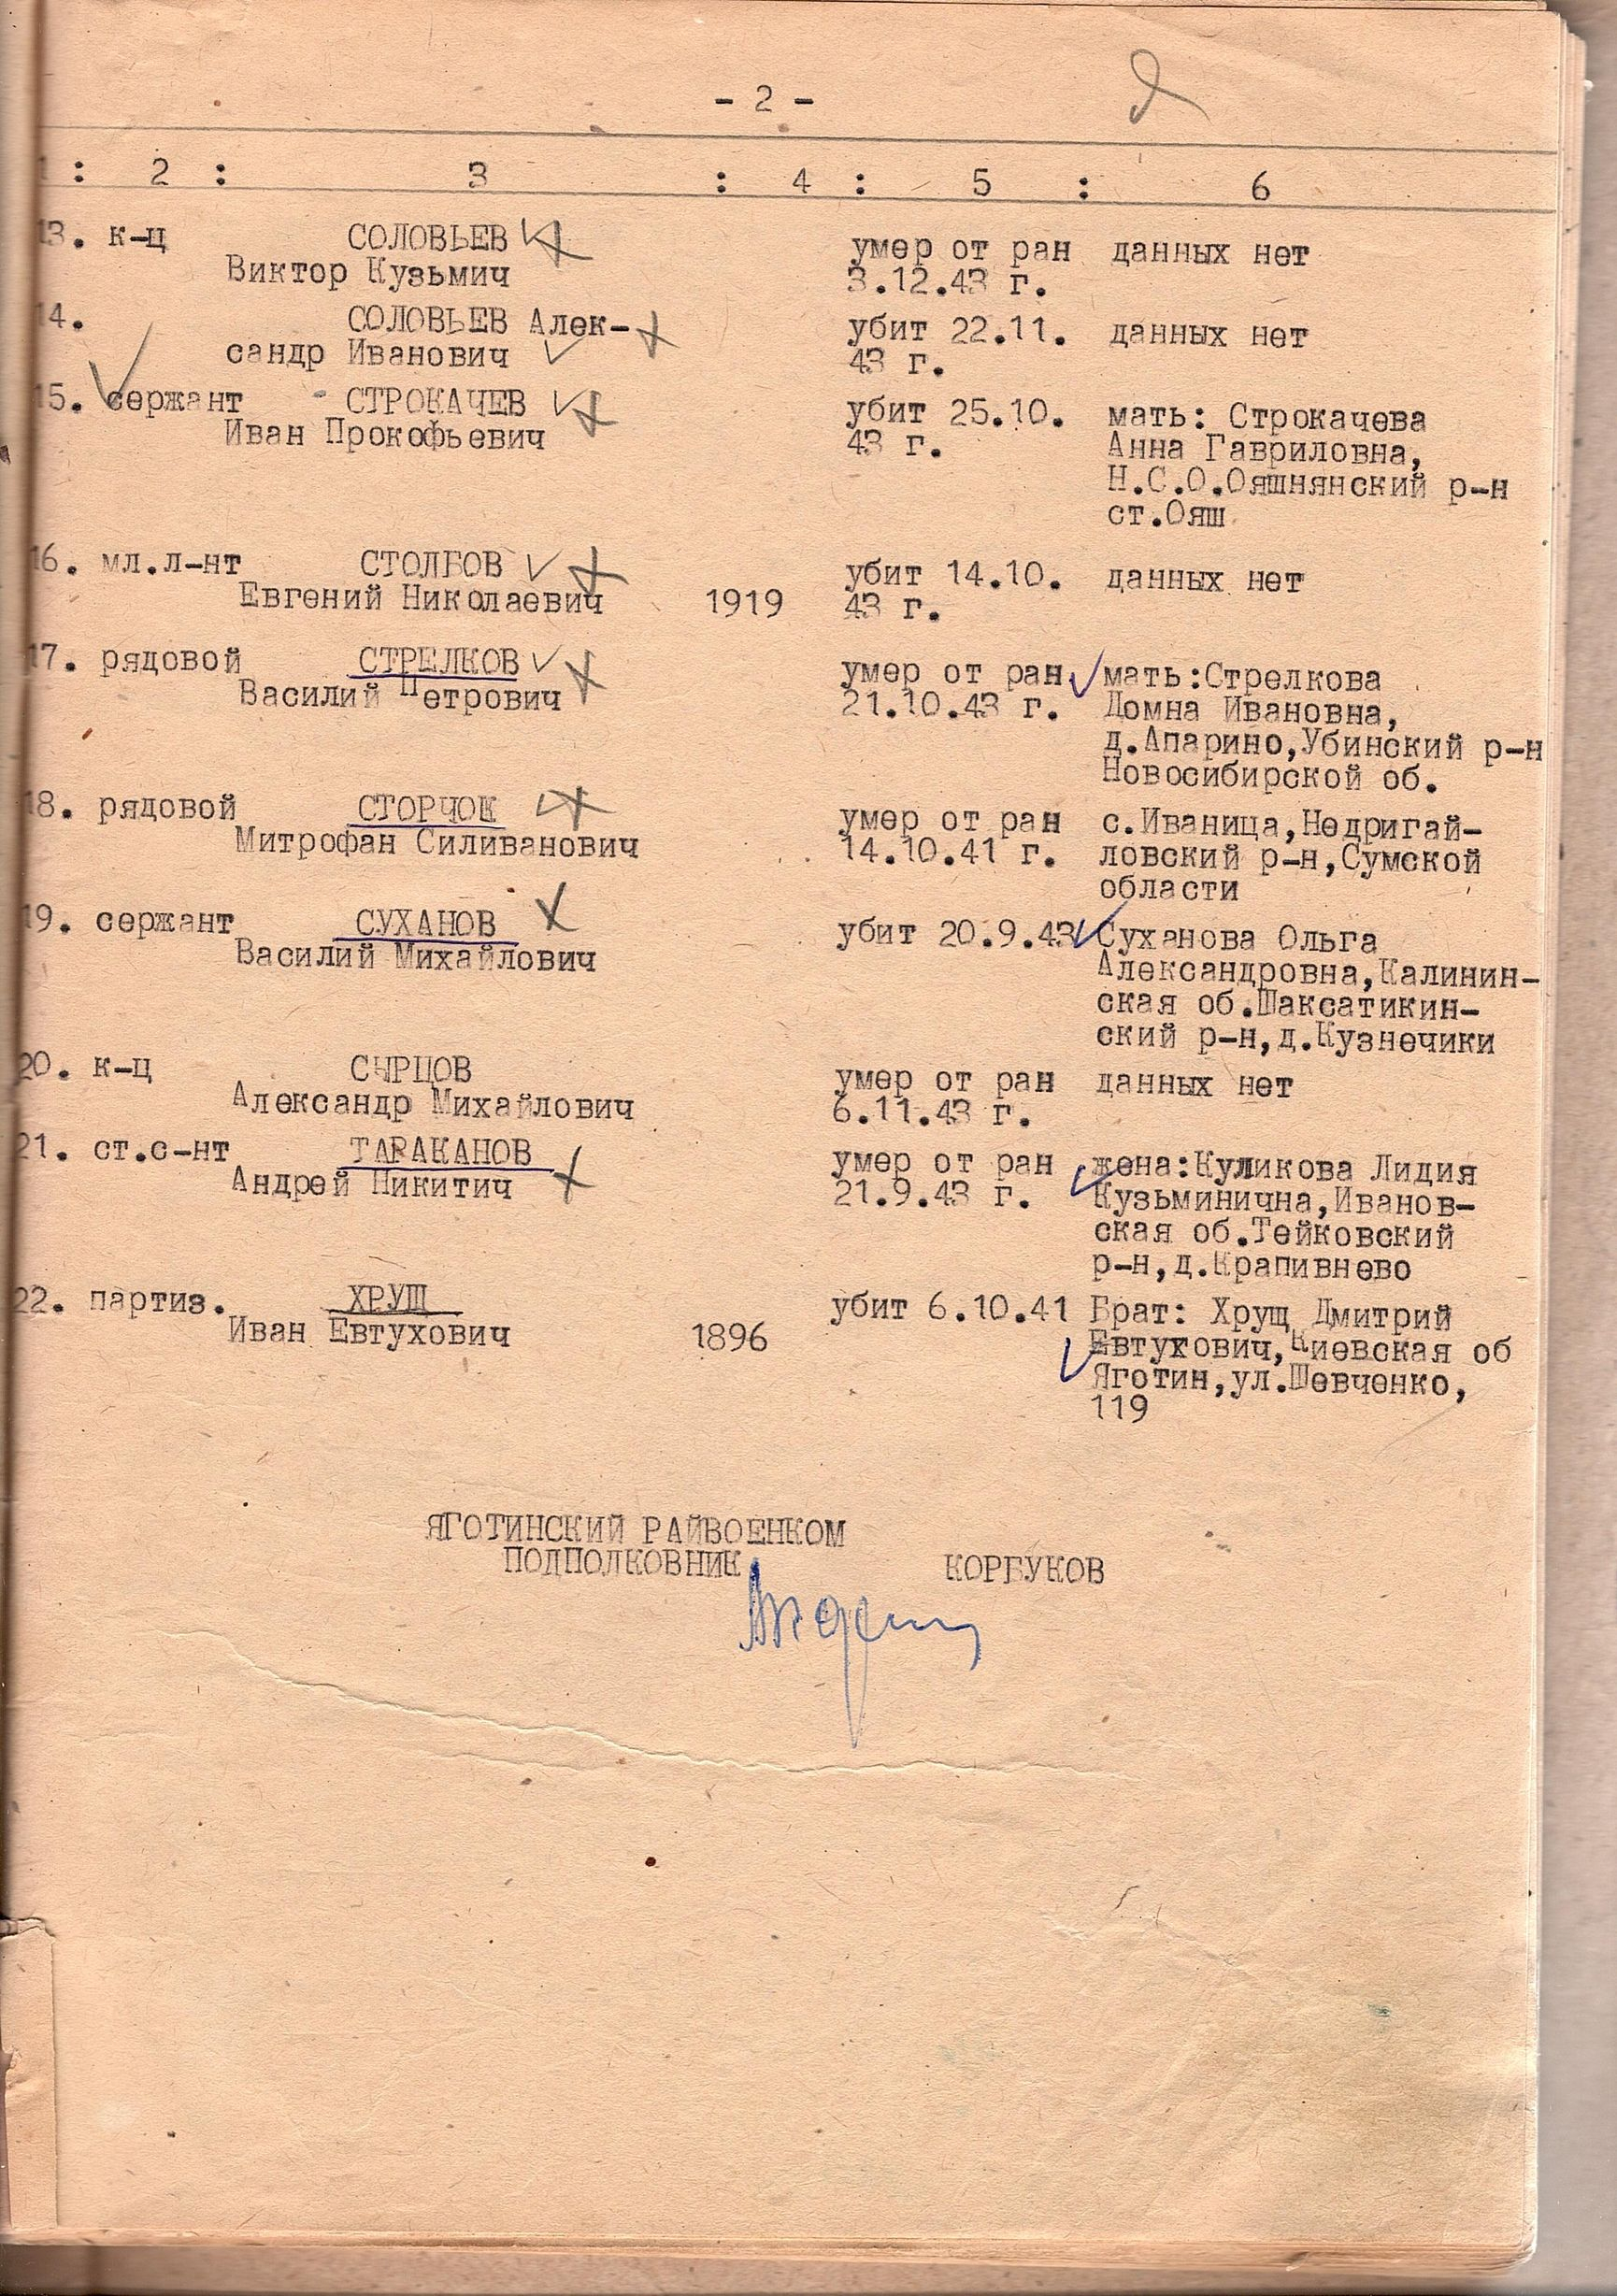 - 2 -
1 : 2 : 3 : 4 : 5 : 6
13. к-ц СОЛОВЬЕВ умер от ран данных нет
Виктор Кузьмич 3.12.43 г.
14. СОЛОВЬЕВ Алек- убит 22.11. данных нет
сандр Иванович 43 г.
15. сержант СТРОКАЧЕВ убит 25.10. мать: Строкачева
Иван Прокофьевич 43 г. Анна Гавриловна,
Н.С.О.Ояшнянский р-н
ст.Ояш
16. мл.л-нт СТОЛБОВ убит 14.10. данных нет
Евгений Николаевич 1919 43 г.
17. рядовой СТРЕЛКОВ умер от ран мать:Стрелкова
Василий Петрович 21.10.43 г. Домна Ивановна,
д.Апарино,Убинский р-н
Новосибирской об.
18. рядовой СТОРЧОК умер от ран с.Иваница,Недригай-
Митрофан Силиванович 14.10.41 г. ловский р-н,Сумской
области
19. сержант СУХАНОВ убит 20.9.43 Суханова Ольга
Василий Михайлович Александровна,Калинин-
ская об.Шаксатикин-
ский р-н,д.Кузнечики
20. к-ц СЫРЦОВ умер от ран данных нет
Александр Михайлович 6.11.43 г.
21. ст.с-нт ТАРАКАНОВ умер от ран жена:Куликова Лидия
Андрей Никитич 21.9.43 г. Кузьминична,Иванов-
ская об.Тейковский
р-н,д.Крапивнево
22. партиз. ХРУЩ убит 6.10.41 Брат: Хрущ Дмитрий
Иван Евтухович 1896 Евтухович,Киевская об
Яготин,ул.Шевченко,
119
ЯГОТИНСКИЙ РАЙВОЕНКОМ
ПОДПОЛКОВНИК КОРБУКОВ